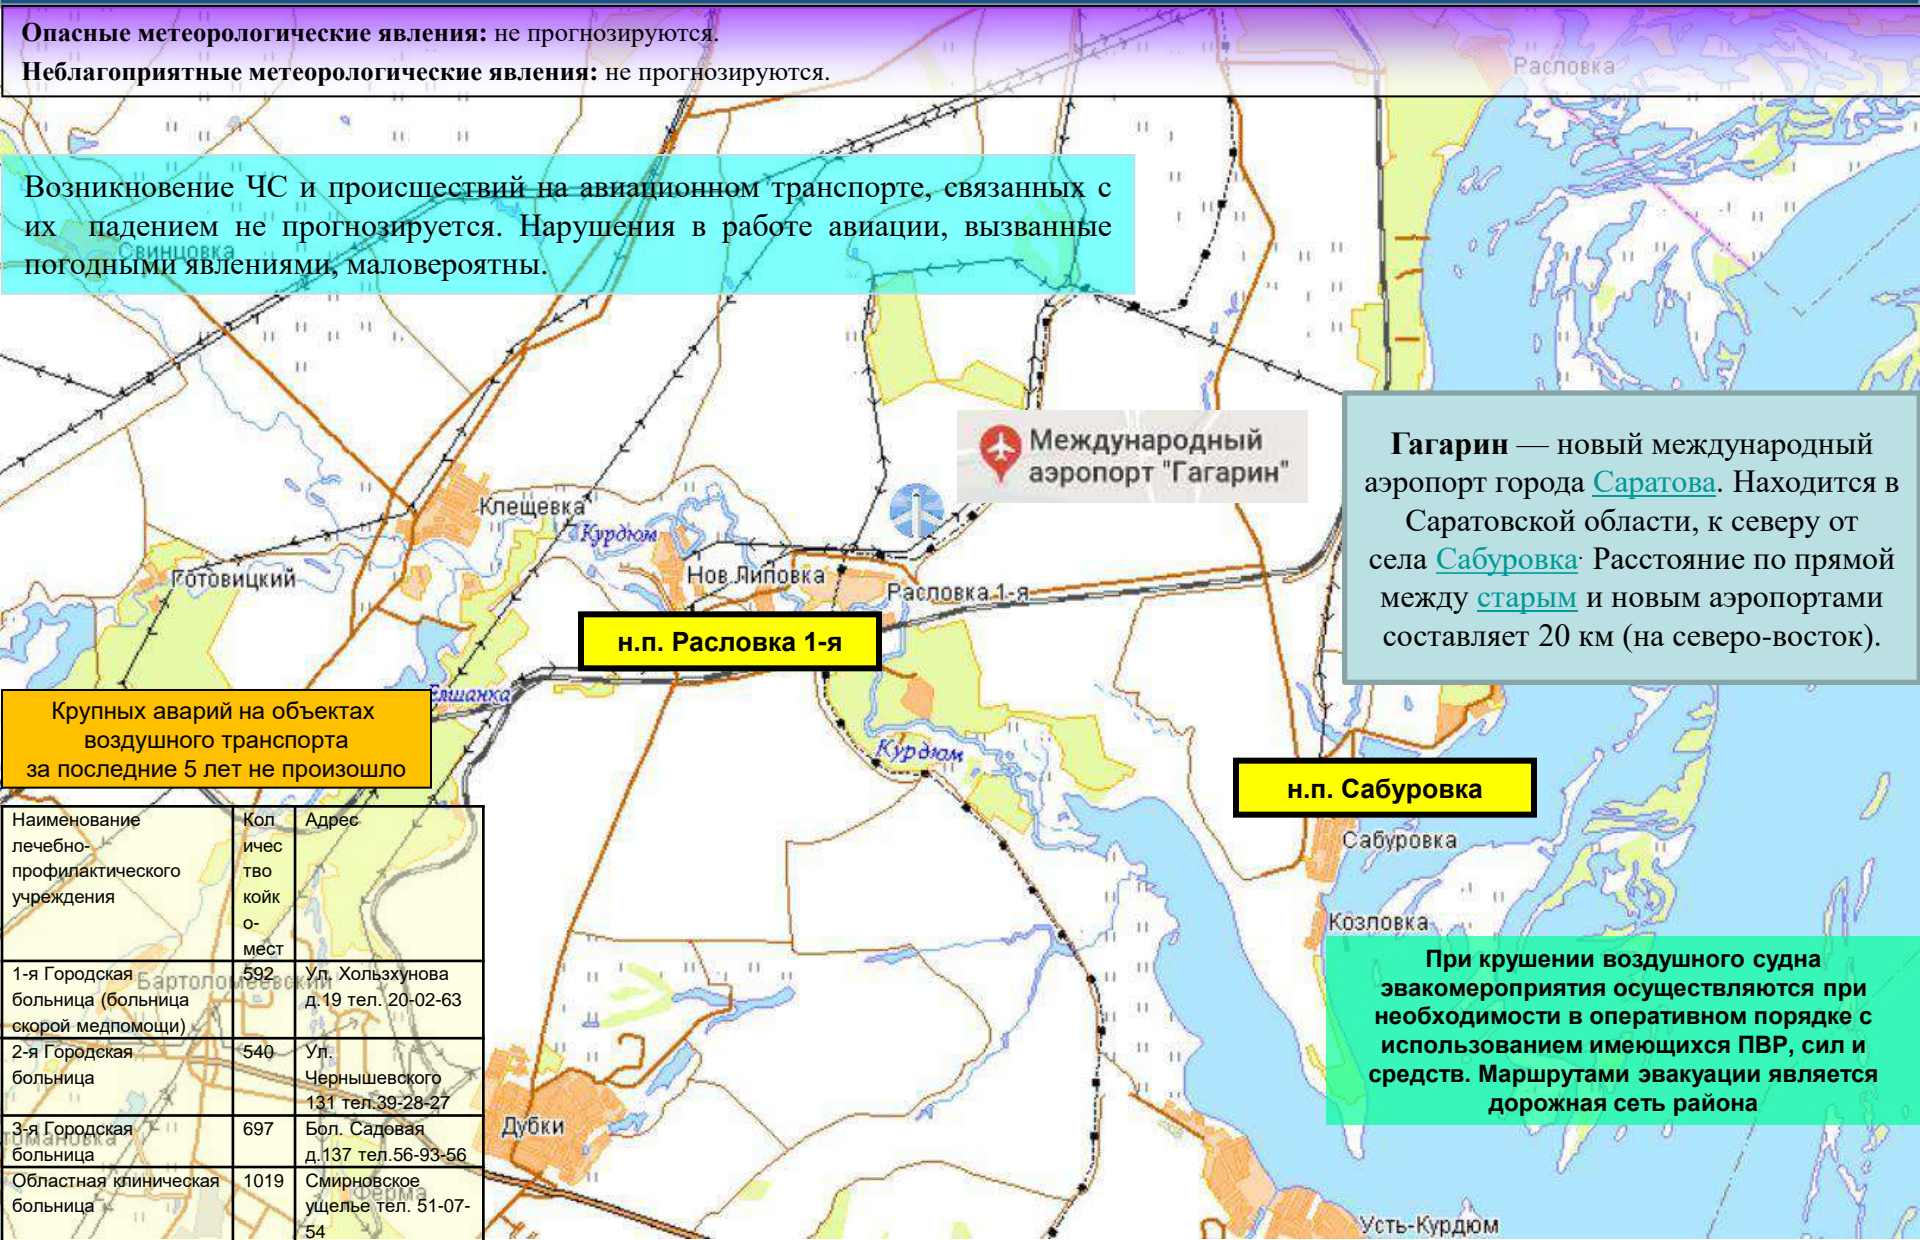 Опасные метеорологические явления: не прогнозируются.
Неблагоприятные метеорологические явления: не прогнозируются.
Расловка
Возникновение ЧС и происшествий на авиационном транспорте, связанных с
их падением не прогнозируется. Нарушения в работе авиации, вызванные
погодными явлениями, маловероятны.
Свинцовка
Международный
аэропорт "Гагарин"
Гагарин — новый международный
аэропорт города Саратова. Находится в
Саратовской области, к северу от
села Сабуровка. Расстояние по прямой
между старым и новым аэропортами
составляет 20 км (на северо-восток).
Клещевка
Курдюм
Готовицкий
Нов.Липовка
Расловка 1-я
н.п. Расловка 1-я
Елшанка
Крупных аварий на объектах
воздушного транспорта
за последние 5 лет не произошло
Курдюм
н.п. Сабуровка
Сабуровка
Козловка
Наименование
лечебно-
профилактического
учреждения
Кол
ичес
тво
койк
о-
мест
Адрес
1-я Городская
больница (больница
скорой медпомощи)
592
Ул. Хользхунова
д.19 тел. 20-02-63
Бартоломеевский
2-я Городская
больница
540
Ул.
Чернышевского
131 тел.39-28-27
3-я Городская
больница
697
Бол. Садовая
д.137 тел.56-93-56
Областная клиническая
больница
1019
Смирновское
ущелье тел. 51-07-
54
Ферма
Дубки
При крушении воздушного судна
эвакомероприятия осуществляются при
необходимости в оперативном порядке с
использованием имеющихся ПВР, сил и
средств. Маршрутами эвакуации является
дорожная сеть района
Усть-Курдюм